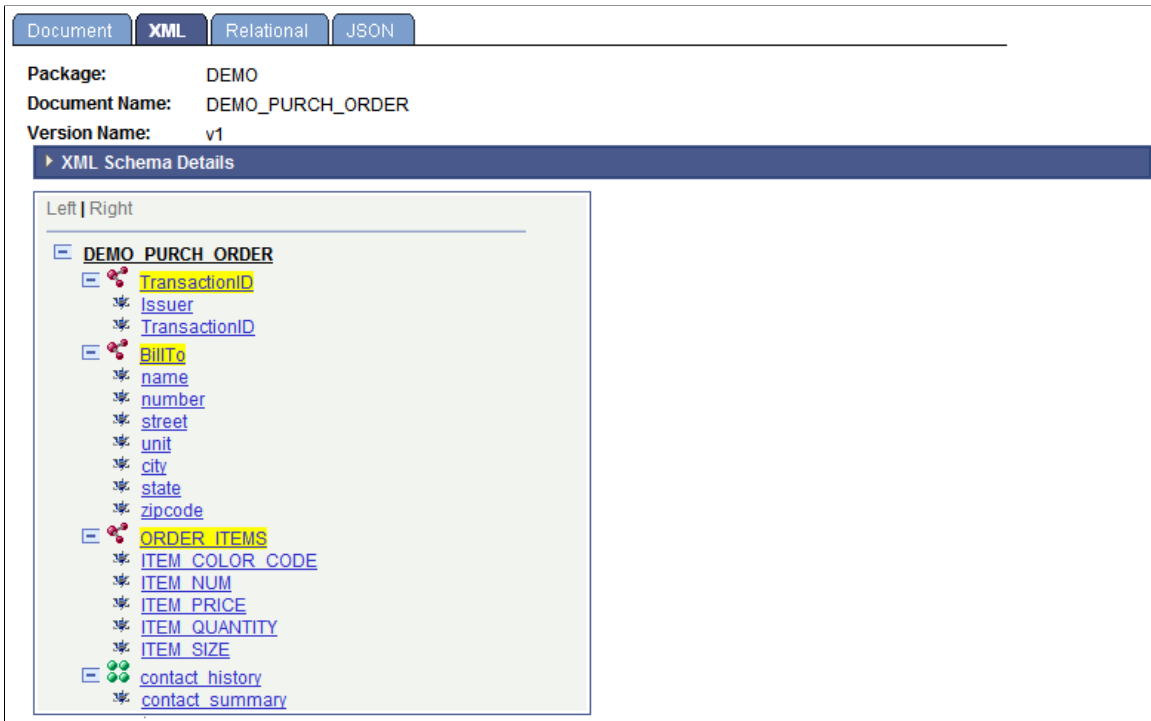 Document XML Relational JSON
Package: DEMO
Document Name: DEMO_PURCH_ORDER
Version Name: v1
XML Schema Details
Left | Right
DEMO_PURCH_ORDER
TransactionID
Issuer
TransactionID
BillTo
name
number
street
unit
city
state
zipcode
ORDER_ITEMS
ITEM_COLOR_CODE
ITEM_NUM
ITEM_PRICE
ITEM_QUANTITY
ITEM_SIZE
contact_history
contact_summary